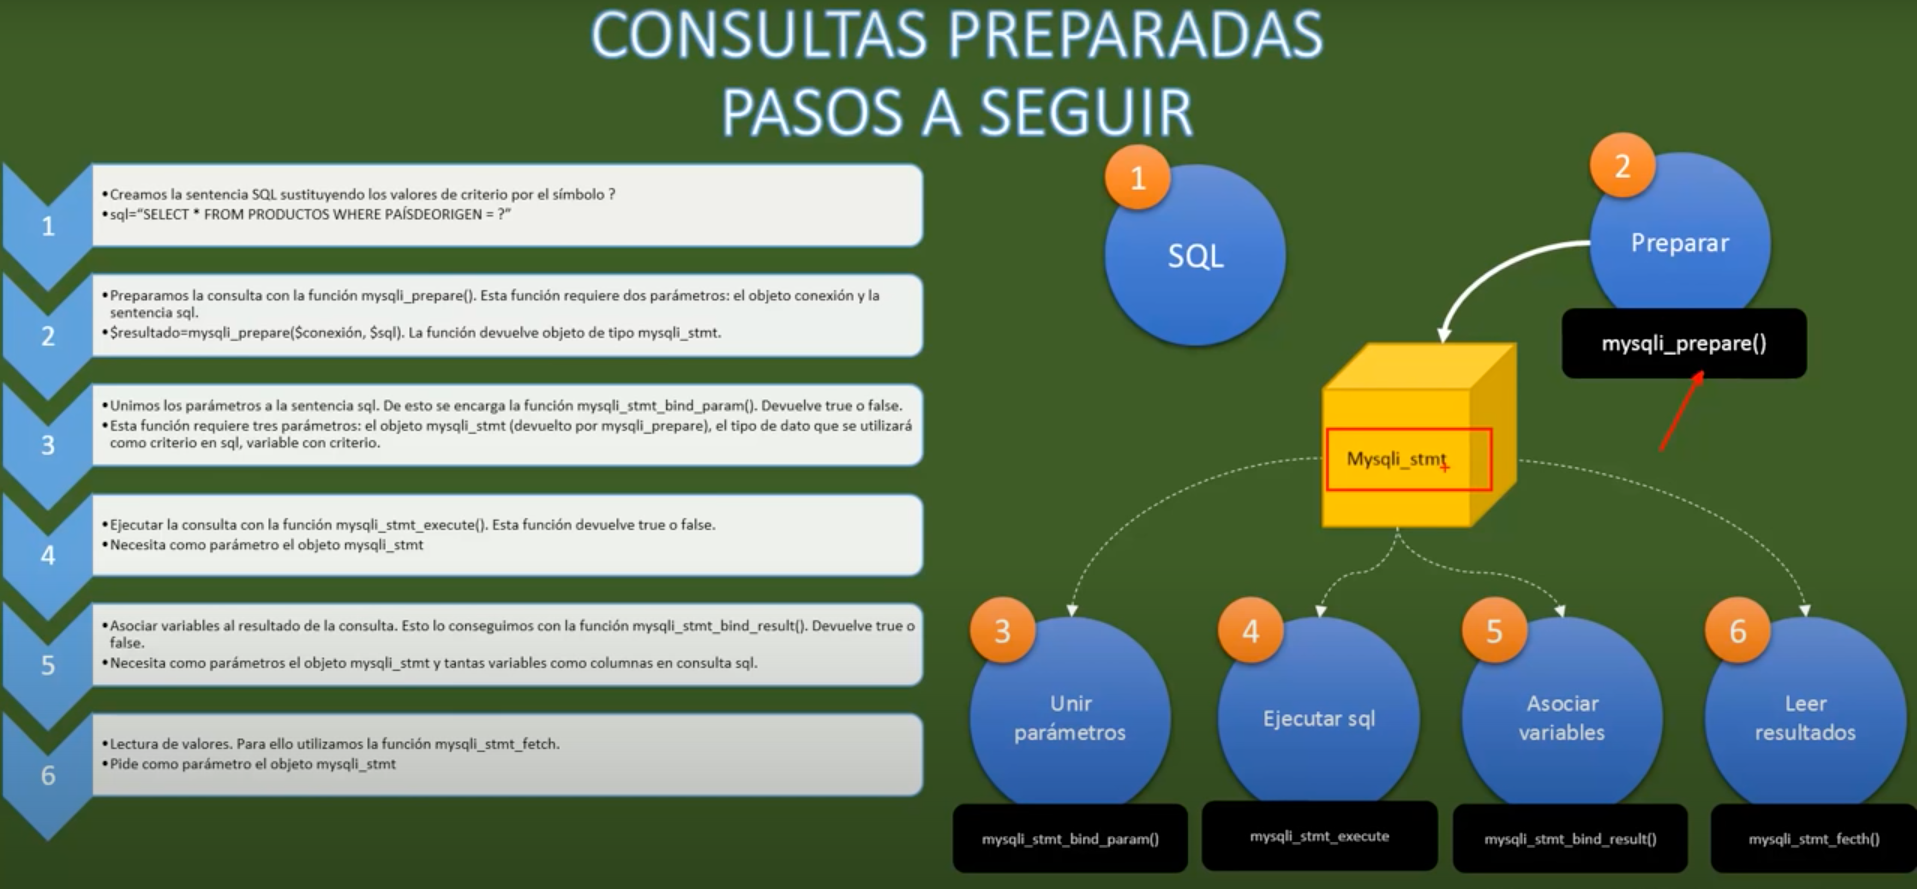 CONSULTAS PREPARADAS
PASOS A SEGUIR
1
•Creamos la sentencia SQL sustituyendo los valores de criterio por el símbolo ?
•sql=“SELECT * FROM PRODUCTOS WHERE PAÍSDEORIGEN = ?”
2
•Preparamos la consulta con la función mysqli_prepare(). Esta función requiere dos parámetros: el objeto conexión y la
sentencia sql.
•$resultado=mysqli_prepare($conexión, $sql). La función devuelve objeto de tipo mysqli_stmt.
3
•Unimos los parámetros a la sentencia sql. De esto se encarga la función mysqli_stmt_bind_param(). Devuelve true o false.
•Esta función requiere tres parámetros: el objeto mysqli_stmt (devuelto por mysqli_prepare), el tipo de dato que se utilizará
como criterio en sql, variable con criterio.
4
•Ejecutar la consulta con la función mysqli_stmt_execute(). Esta función devuelve true o false.
•Necesita como parámetro el objeto mysqli_stmt
5
•Asociar variables al resultado de la consulta. Esto lo conseguimos con la función mysqli_stmt_bind_result(). Devuelve true o
false.
•Necesita como parámetros el objeto mysqli_stmt y tantas variables como columnas en consulta sql.
6
•Lectura de valores. Para ello utilizamos la función mysqli_stmt_fetch.
•Pide como parámetro el objeto mysqli_stmt
1
SQL
2
Preparar
mysqli_prepare()
Mysqli_stmt
3
Unir
parámetros
mysqli_stmt_bind_param()
4
Ejecutar sql
mysqli_stmt_execute
5
Asociar
variables
mysqli_stmt_bind_result()
6
Leer
resultados
mysqli_stmt_fecth()